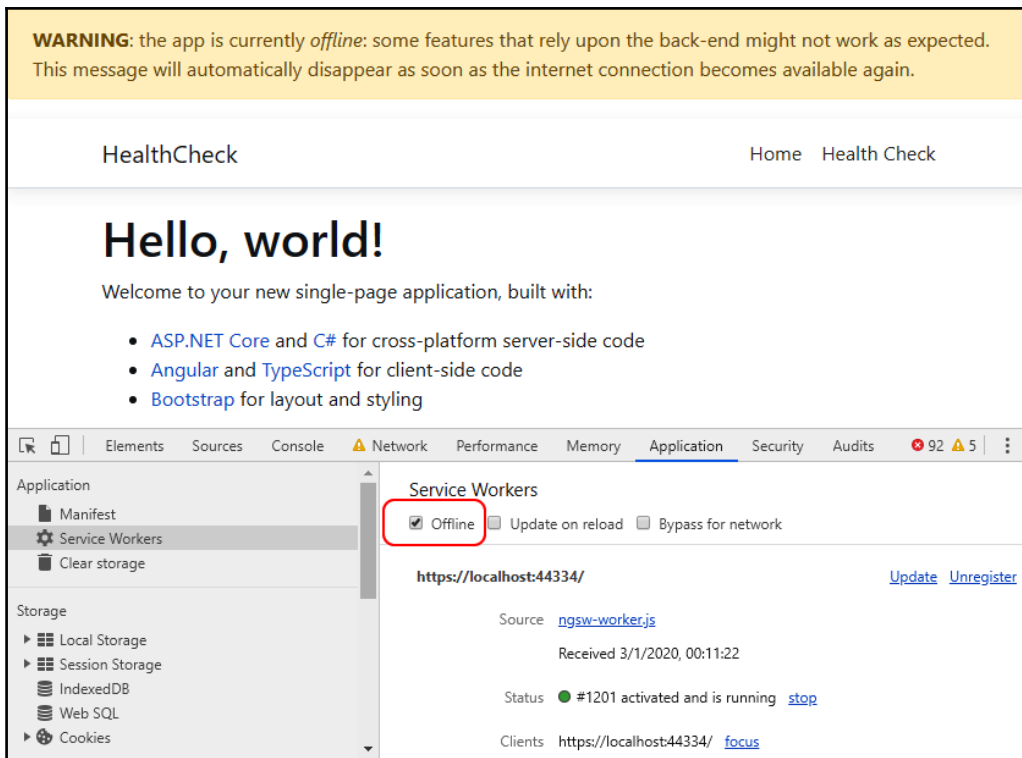 WARNING: the app is currently offline: some features that rely upon the back-end might not work as expected.
This message will automatically disappear as soon as the internet connection becomes available again.
HealthCheck Home Health Check
Hello, world!
Welcome to your new single-page application, built with:
• ASP.NET Core and C# for cross-platform server-side code
• Angular and TypeScript for client-side code
• Bootstrap for layout and styling
Elements Sources Console Network Performance Memory Application Security Audits 92 5
Application
Manifest
Service Workers
Clear storage
Storage
Local Storage
Session Storage
IndexedDB
Web SQL
Cookies
Service Workers
Offline Update on reload Bypass for network
https://localhost:44334/ Update Unregister
Source ngsw-worker.js
Received 3/1/2020, 00:11:22
Status #1201 activated and is running stop
Clients https://localhost:44334/ focus